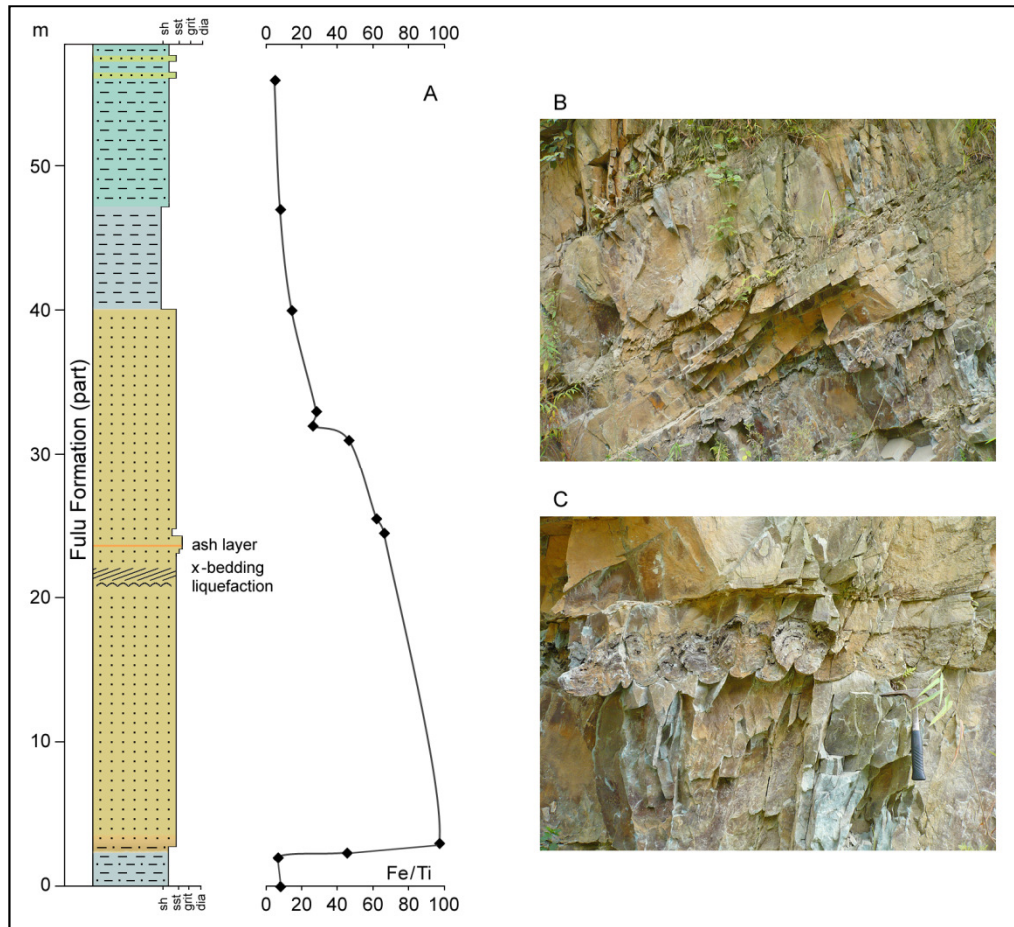 m
sh
sst
grit
dia
0 20 40 60 80 100
A
B
50
40
30
Fulu Formation (part)
ash layer
x-bedding
liquefaction
20
C
10
0
Fe/Ti
sh
sst
grit
dia
0 20 40 60 80 100